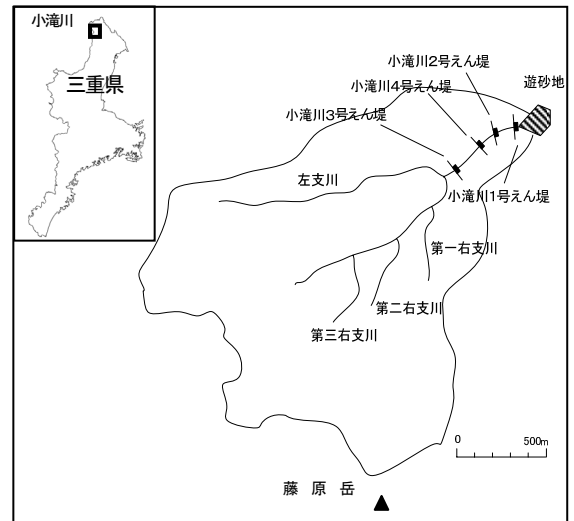 小滝川
三重県
小滝川2号えん堤
遊砂地
小滝川4号えん堤
小滝川3号えん堤
左支川
小滝川1号えん堤
第一右支川
第二右支川
第三右支川
0 500m
藤原岳